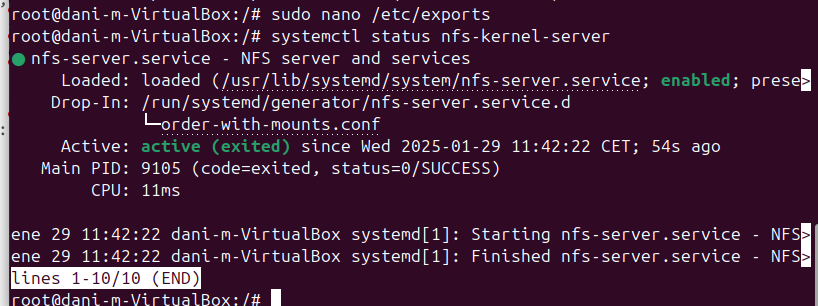 root@dani-m-VirtualBox:/# sudo nano /etc/exports
root@dani-m-VirtualBox:/# systemctl status nfs-kernel-server
● nfs-server.service - NFS server and services
     Loaded: loaded (/usr/lib/systemd/system/nfs-server.service; enabled; prese>
    Drop-In: /run/systemd/generator/nfs-server.service.d
             └─order-with-mounts.conf
     Active: active (exited) since Wed 2025-01-29 11:42:22 CET; 54s ago
   Main PID: 9105 (code=exited, status=0/SUCCESS)
        CPU: 11ms

ene 29 11:42:22 dani-m-VirtualBox systemd[1]: Starting nfs-server.service - NFS>
ene 29 11:42:22 dani-m-VirtualBox systemd[1]: Finished nfs-server.service - NFS>
lines 1-10/10 (END)
root@dani-m-VirtualBox:/#